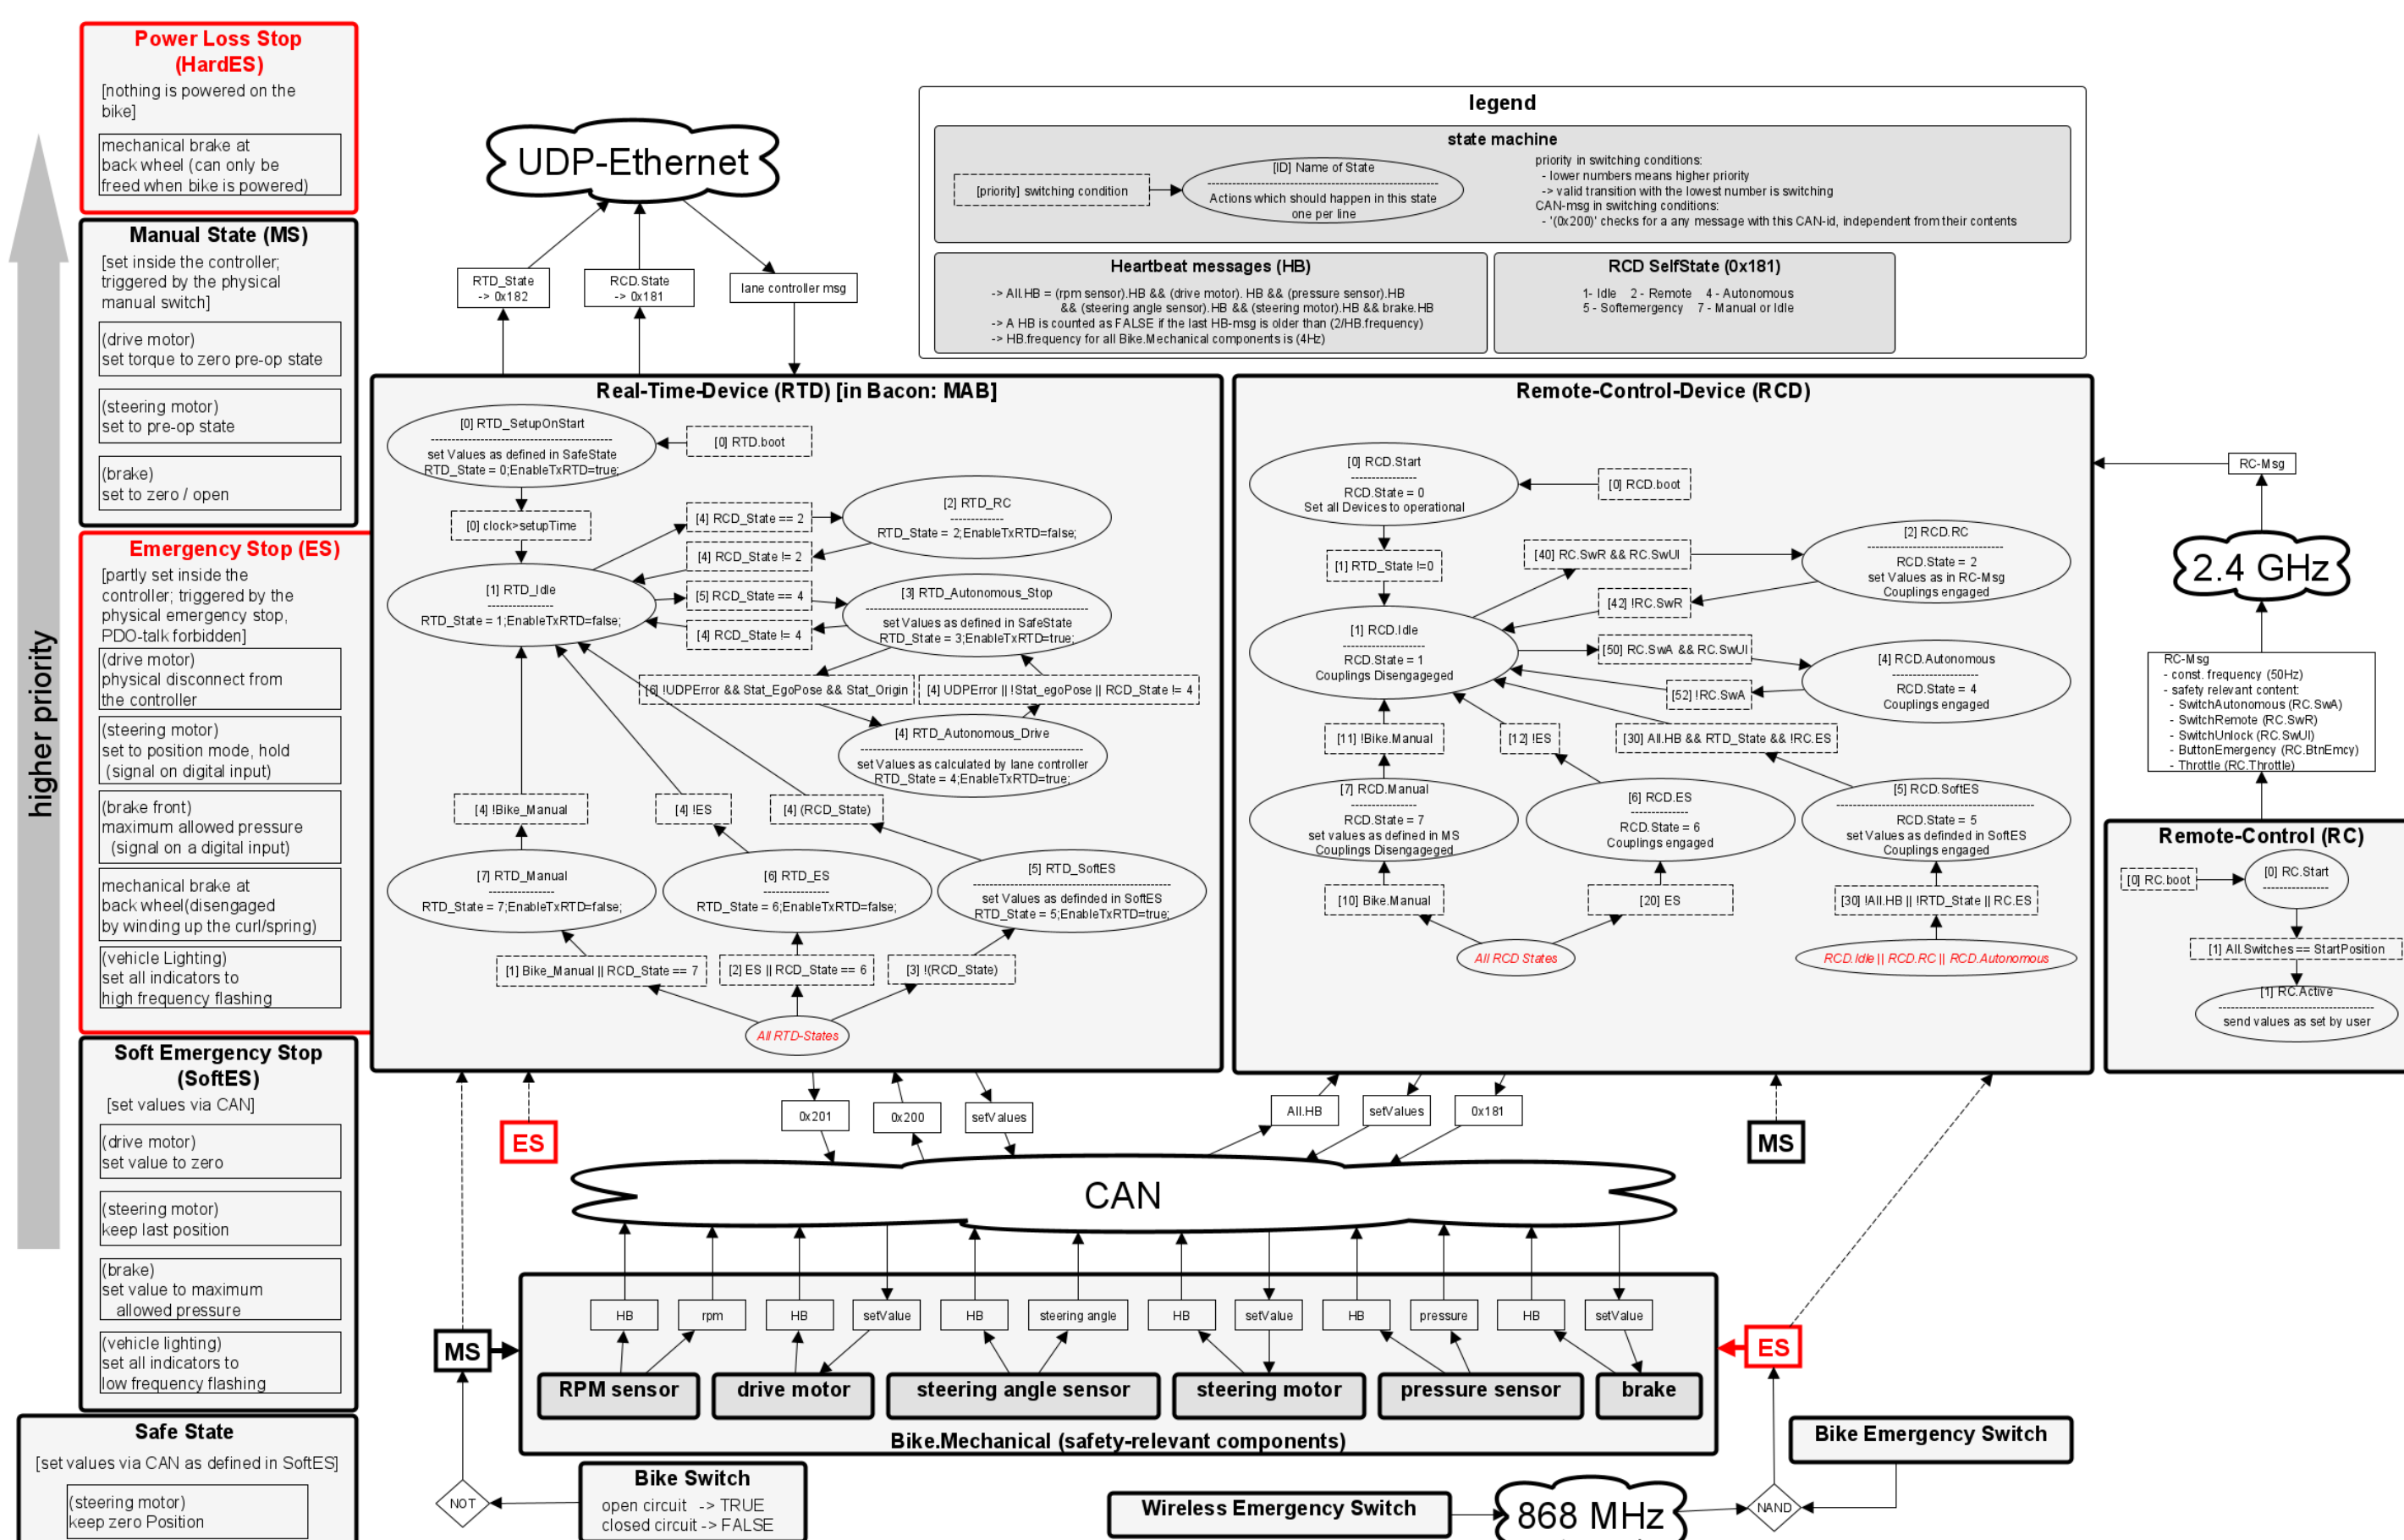 Power Loss Stop
(HardES)
[nothing is powered on the
bike]
mechanical brake at
back wheel (can only be
freed when bike is powered)
Manual State (MS)
[set inside the controller;
triggered by the physical
manual switch]
(drive motor)
set torque to zero pre-op state
(steering motor)
set to pre-op state
(brake)
set to zero / open
Emergency Stop (ES)
[partly set inside the
controller; triggered by the
physical emergency stop,
PDO-talk forbidden]
(drive motor)
physical disconnect from
the controller
(steering motor)
set to position mode, hold
(signal on digital input)
(brake front)
maximum allowed pressure
(signal on a digital input)
mechanical brake at
back wheel(disengaged
by winding up the curl/spring)
(vehicle Lighting)
set all indicators to
high frequency flashing
Soft Emergency Stop
(SoftES)
[set values via CAN]
(drive motor)
set value to zero
(steering motor)
keep last position
(brake)
set value to maximum
allowed pressure
(vehicle lighting)
set all indicators to
low frequency flashing
Safe State
[set values via CAN as defined in SoftES]
(steering motor)
keep zero Position
higher priority
UDP-Ethernet
RTD_State
-> 0x182
RCD.State
-> 0x181
lane controller msg
legend
state machine
[priority] switching condition
[ID] Name of State
Actions which should happen in this state
one per line
priority in switching conditions:
- lower numbers means higher priority
-> valid transition with the lowest number is switching
CAN-msg in switching conditions:
- '(0x200)' checks for a any message with this CAN-id, independent from their contents
Heartbeat messages (HB)
-> All.HB = (rpm sensor).HB && (drive motor). HB && (pressure sensor).HB
&& (steering angle sensor).HB && (steering motor).HB && brake.HB
-> A HB is counted as FALSE if the last HB-msg is older than (2/HB.frequency)
-> HB.frequency for all Bike.Mechanical components is (4Hz)
RCD SelfState (0x181)
1- Idle 2 - Remote 4 - Autonomous
5 - Softemergency 7 - Manual or Idle
Real-Time-Device (RTD) [in Bacon: MAB]
[0] RTD_SetupOnStart
set Values as defined in SafeState
RTD_State = 0;EnableTxRTD=true;
[0] RTD.boot
[0] clock>setupTime
[4] RCD_State == 2
[2] RTD_RC
RTD_State = 2;EnableTxRTD=false;
[4] RCD_State != 2
[1] RTD_Idle
RTD_State = 1;EnableTxRTD=false;
[5] RCD_State == 4
[3] RTD_Autonomous_Stop
set Values as defined in SafeState
RTD_State = 3;EnableTxRTD=true;
[4] RCD_State != 4
[6] !UDPError && Stat_EgoPose && Stat_Origin
[4] UDPError || !Stat_egoPose || RCD_State != 4
[4] RTD_Autonomous_Drive
set Values as calculated by lane controller
RTD_State = 4;EnableTxRTD=true;
[4] !Bike_Manual
[4] !ES
[4] (RCD_State)
[7] RTD_Manual
RTD_State = 7;EnableTxRTD=false;
[6] RTD_ES
RTD_State = 6;EnableTxRTD=false;
[5] RTD_SoftES
set Values as definded in SoftES
RTD_State = 5;EnableTxRTD=true;
[1] Bike_Manual || RCD_State == 7
[2] ES || RCD_State == 6
[3] !(RCD_State)
All RTD-States
Remote-Control-Device (RCD)
[0] RCD.Start
RCD.State = 0
Set all Devices to operational
[0] RCD.boot
[1] RTD_State !=0
[40] RC.SwR && RC.SwUl
[2] RCD.RC
RCD.State = 2
set Values as in RC-Msg
Couplings engaged
[42] !RC.SwR
[1] RCD.Idle
RCD.State = 1
Couplings Disengageged
[50] RC.SwA && RC.SwUl
[4] RCD.Autonomous
RCD.State = 4
Couplings engaged
[52] !RC.SwA
[11] !Bike.Manual
[12] !ES
[30] All.HB && RTD_State && !RC.ES
[7] RCD.Manual
RCD.State = 7
set values as defined in MS
Couplings Disengageged
[6] RCD.ES
RCD.State = 6
Couplings engaged
[5] RCD.SoftES
RCD.State = 5
set Values as definded in SoftES
Couplings engaged
[10] Bike.Manual
[20] ES
[30] !All.HB || !RTD_State || RC.ES
All RCD States
RCD.Idle || RCD.RC || RCD.Autonomous
RC-Msg
2.4 GHz
RC-Msg
- const. frequency (50Hz)
- safety relevant content:
- SwitchAutonomous (RC.SwA)
- SwitchRemote (RC.SwR)
- SwitchUnlock (RC.SwUl)
- ButtonEmergency (RC.BtnEmcy)
- Throttle (RC.Throttle)
Remote-Control (RC)
[0] RC.boot
[0] RC.Start
[1] All.Switches == StartPosition
[1] RC.Active
send values as set by user
ES
0x201
0x200
setValues
All.HB
setValues
0x181
MS
CAN
HB
rpm
HB
setValue
HB
steering angle
HB
setValue
HB
pressure
HB
setValue
MS
ES
RPM sensor
drive motor
steering angle sensor
steering motor
pressure sensor
brake
Bike.Mechanical (safety-relevant components)
Bike Emergency Switch
NOT
Bike Switch
open circuit -> TRUE
closed circuit -> FALSE
Wireless Emergency Switch
868 MHz
NAND